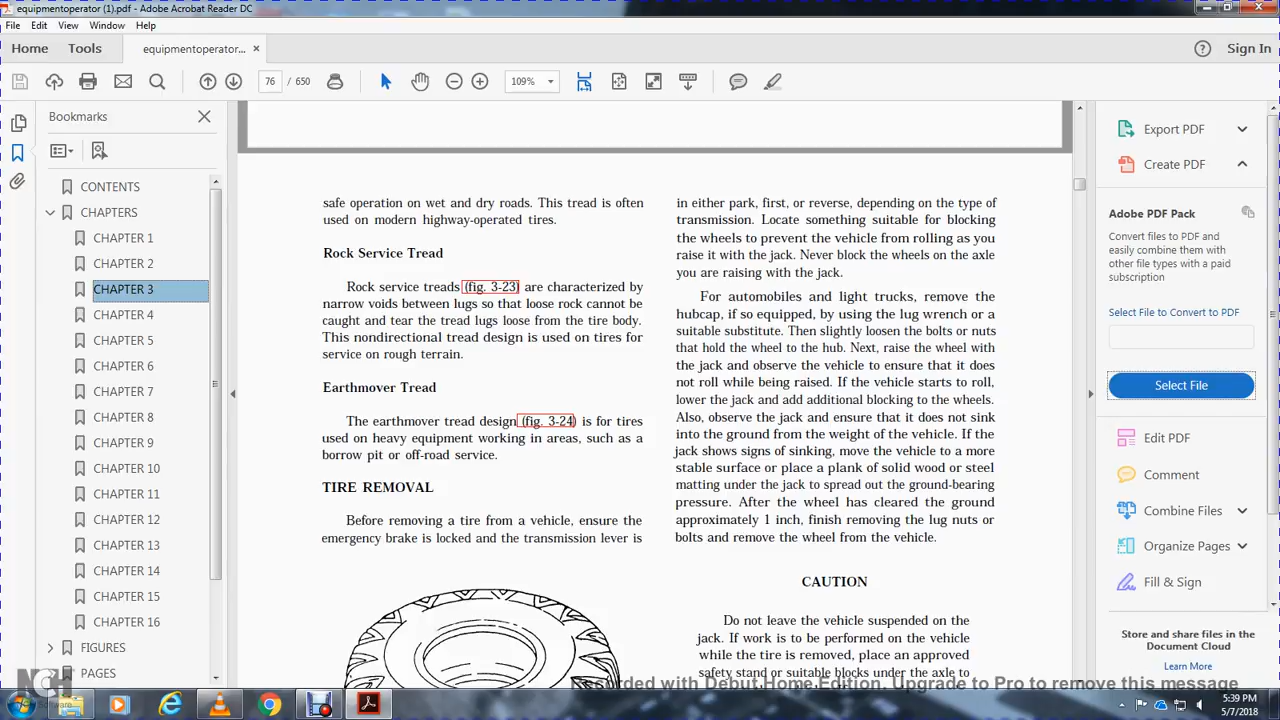 equipmentoperator (1).pdf - Adobe Acrobat Reader DC
File Edit View Window Help
Home Tools equipmentoperator... × Sign In
76 / 650 109%
Bookmarks
CONTENTS
CHAPTERS
CHAPTER 1
CHAPTER 2
CHAPTER 3
CHAPTER 4
CHAPTER 5
CHAPTER 6
CHAPTER 7
CHAPTER 8
CHAPTER 9
CHAPTER 10
CHAPTER 11
CHAPTER 12
CHAPTER 13
CHAPTER 14
CHAPTER 15
CHAPTER 16
FIGURES
PAGES
safe operation on wet and dry roads. This tread is often
used on modern highway-operated tires.
Rock Service Tread
Rock service treads (fig. 3-23) are characterized by
narrow voids between lugs so that loose rock cannot be
caught and tear the tread lugs loose from the tire body.
This nondirectional tread design is used on tires for
service on rough terrain.
Earthmover Tread
The earthmover tread design (fig. 3-24) is for tires
used on heavy equipment working in areas, such as a
borrow pit or off-road service.
TIRE REMOVAL
Before removing a tire from a vehicle, ensure the
emergency brake is locked and the transmission lever is
in either park, first, or reverse, depending on the type of
transmission. Locate something suitable for blocking
the wheels to prevent the vehicle from rolling as you
raise it with the jack. Never block the wheels on the axle
you are raising with the jack.
For automobiles and light trucks, remove the
hubcap, if so equipped, by using the lug wrench or a
suitable substitute. Then slightly loosen the bolts or nuts
that hold the wheel to the hub. Next, raise the wheel with
the jack and observe the vehicle to ensure that it does
not roll while being raised. If the vehicle starts to roll,
lower the jack and add additional blocking to the wheels.
Also, observe the jack and ensure that it does not sink
into the ground from the weight of the vehicle. If the
jack shows signs of sinking, move the vehicle to a more
stable surface or place a plank of solid wood or steel
matting under the jack to spread out the ground-bearing
pressure. After the wheel has cleared the ground
approximately 1 inch, finish removing the lug nuts or
bolts and remove the wheel from the vehicle.
CAUTION
Do not leave the vehicle suspended on the
jack. If work is to be performed on the vehicle
while the tire is removed, place an approved
safety stand or suitable blocks under the axle to
Export PDF
Create PDF
Adobe PDF Pack
Convert files to PDF and
easily combine them with
other file types with a paid
subscription
Select File to Convert to PDF
Select File
Edit PDF
Comment
Combine Files
Organize Pages
Fill & Sign
Store and share files in the
Document Cloud
Learn More
NCH
Software
Recorded with Debut Home Edition. Upgrade to Pro to remove this message
5:39 PM
5/7/2018